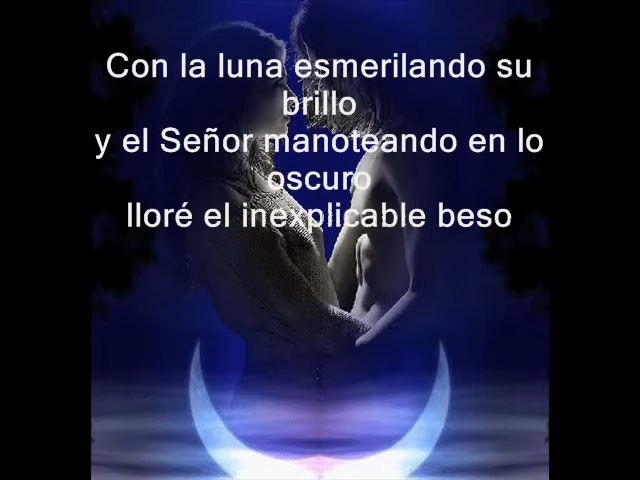 Con la luna esmerilando su
brillo
y el Señor manoteando en lo
oscuro
lloré el inexplicable beso